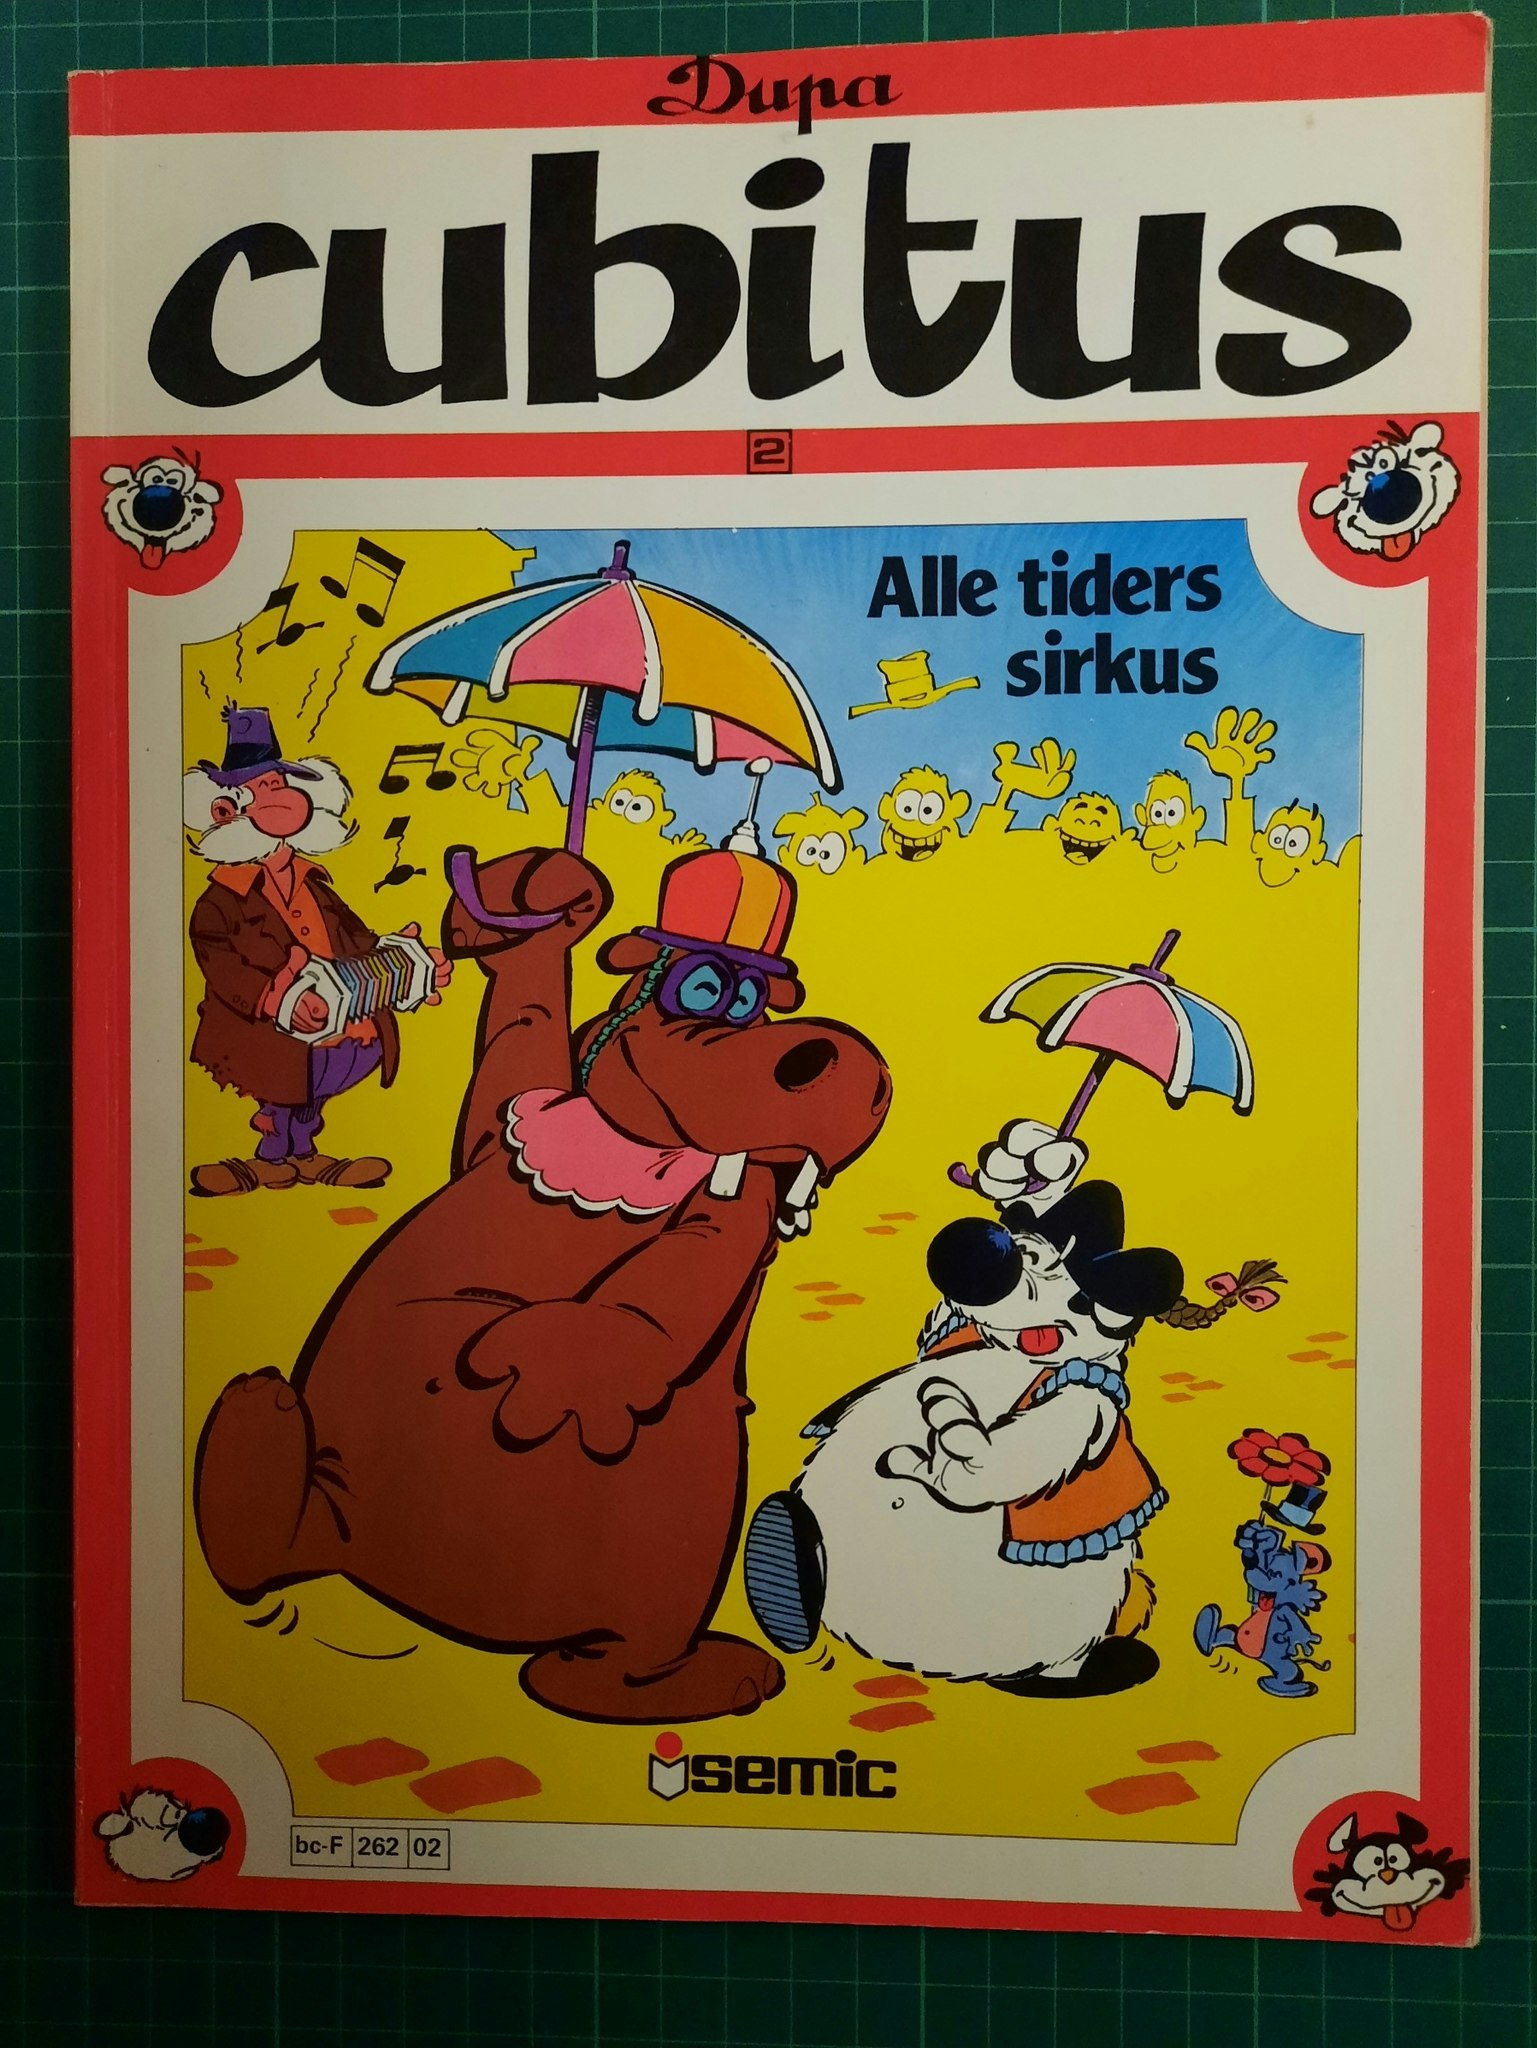 Dupa
cubitus
2
Alle tiders
sirkus
semic
bc-F 262 02